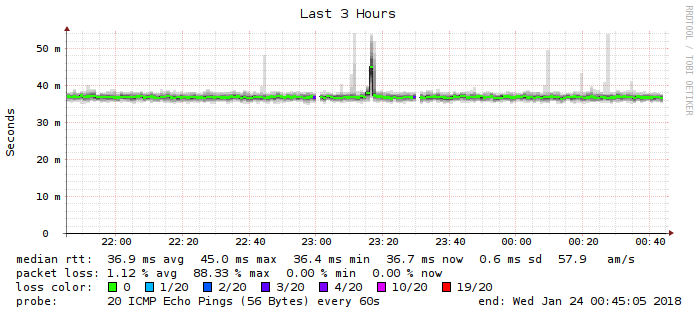 Last 3 Hours
RRDTOOL / TOBI OETIKER
Seconds
50 m
40 m
30 m
20 m
10 m
0
22:00 22:20 22:40 23:00 23:20 23:40 00:00 00:20 00:40
median rtt: 36.9 ms avg 45.0 ms max 36.4 ms min 36.7 ms now 0.6 ms sd 57.9 am/s
packet loss: 1.12 % avg 88.33 % max 0.00 % min 0.00 % now
loss color: 0 1/20 2/20 3/20 4/20 10/20 19/20
probe: 20 ICMP Echo Pings (56 Bytes) every 60s end: Wed Jan 24 00:45:05 2018